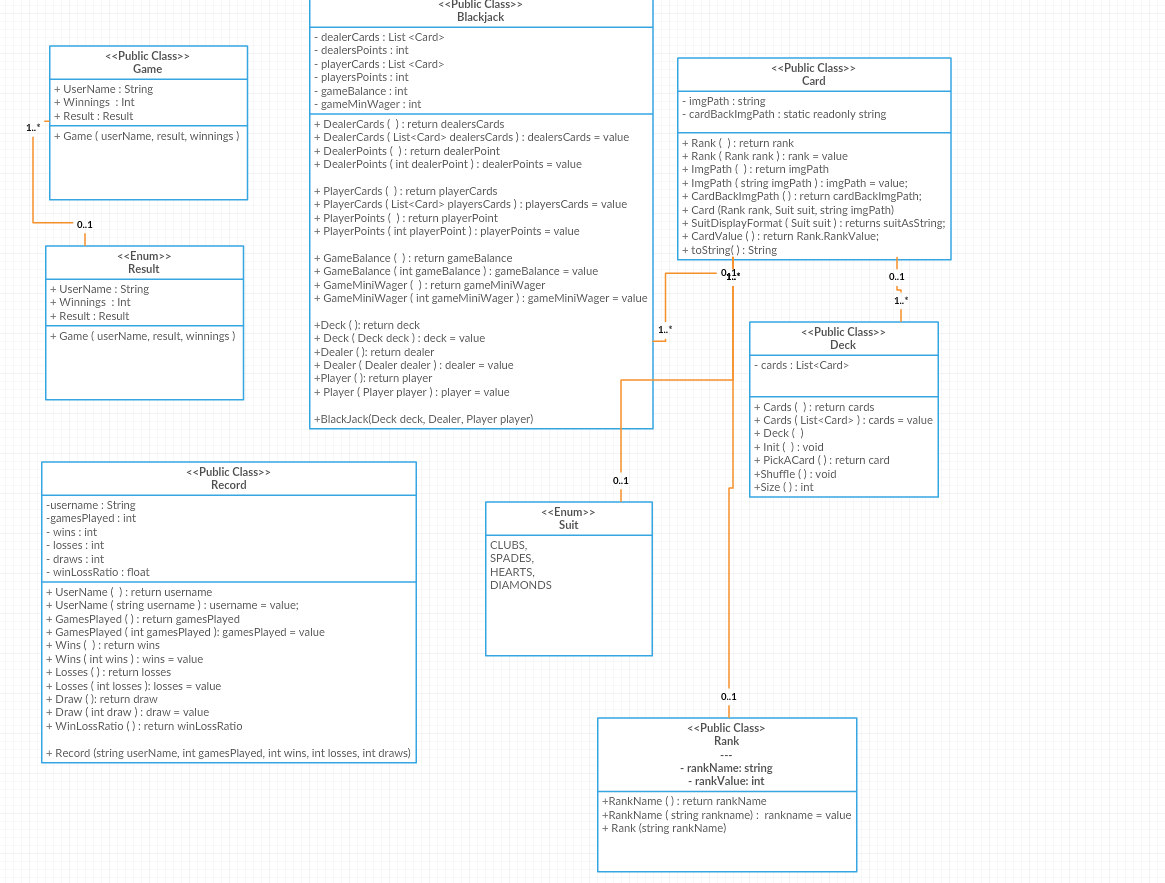 <<Public Class>>
Blackjack
- dealerCards : List <Card>
- dealersPoints : int
- playerCards : List <Card>
- playersPoints : int
- gameBalance : int
- gameMinWager : int
+ DealerCards ( ) : return dealersCards
+ DealerCards ( List<Card> dealersCards ) : dealersCards = value
+ DealerPoints ( ) : return dealerPoint
+ DealerPoints ( int dealerPoint ) : dealerPoints = value
+ PlayerCards ( ) : return playerCards
+ PlayerCards ( List<Card> playersCards ) : playersCards = value
+ PlayerPoints ( ) : return playerPoint
+ PlayerPoints ( int playerPoint ) : playerPoints = value
+ GameBalance ( ) : return gameBalance
+ GameBalance ( int gameBalance ) : gameBalance = value
+ GameMiniWager ( ) : return gameMiniWager
+ GameMiniWager ( int gameMiniWager ) : gameMiniWager = value
+Deck ( ): return deck
+ Deck ( Deck deck ) : deck = value
+Dealer ( ): return dealer
+ Dealer ( Dealer dealer ) : dealer = value
+Player ( ): return player
+ Player ( Player player ) : player = value
+BlackJack(Deck deck, Dealer, Player player)
<<Public Class>>
Game
+ UserName : String
+ Winnings : Int
+ Result : Result
+ Game ( userName, result, winnings )
1..*
0..1
<<Enum>>
Result
+ UserName : String
+ Winnings : Int
+ Result : Result
+ Game ( userName, result, winnings )
<<Public Class>>
Card
- imgPath : string
- cardBackImgPath : static readonly string
+ Rank ( ) : return rank
+ Rank ( Rank rank ) : rank = value
+ ImgPath ( ) : return imgPath
+ ImgPath ( string imgPath ) : imgPath = value;
+ CardBackImgPath ( ) : return cardBackImgPath;
+ Card (Rank rank, Suit suit, string imgPath)
+ SuitDisplayFormat ( Suit suit ) : returns suitAsString;
+ CardValue ( ) : return Rank.RankValue;
+ toString( ) : String
0..1
1..*
0..1
1..*
1..*
<<Public Class>>
Deck
- cards : List<Card>
+ Cards ( ) : return cards
+ Cards ( List<Card> ) : cards = value
+ Deck ( )
+ Init ( ) : void
+ PickACard ( ) : return card
+Shuffle ( ) : void
+Size ( ) : int
<<Public Class>>
Record
-username : String
-gamesPlayed : int
- wins : int
- losses : int
- draws : int
- winLossRatio : float
+ UserName ( ) : return username
+ UserName ( string username ) : username = value;
+ GamesPlayed ( ) : return gamesPlayed
+ GamesPlayed ( int gamesPlayed ): gamesPlayed = value
+ Wins ( ) : return wins
+ Wins ( int wins ) : wins = value
+ Losses ( ) : return losses
+ Losses ( int losses ): losses = value
+ Draw ( ): return draw
+ Draw ( int draw ) : draw = value
+ WinLossRatio ( ) : return winLossRatio
+ Record (string userName, int gamesPlayed, int wins, int losses, int draws)
0..1
<<Enum>>
Suit
CLUBS,
SPADES,
HEARTS,
DIAMONDS
0..1
<<Public Class>
Rank
---
- rankName: string
- rankValue: int
+RankName ( ) : return rankName
+RankName ( string rankname) : rankname = value
+ Rank (string rankName)